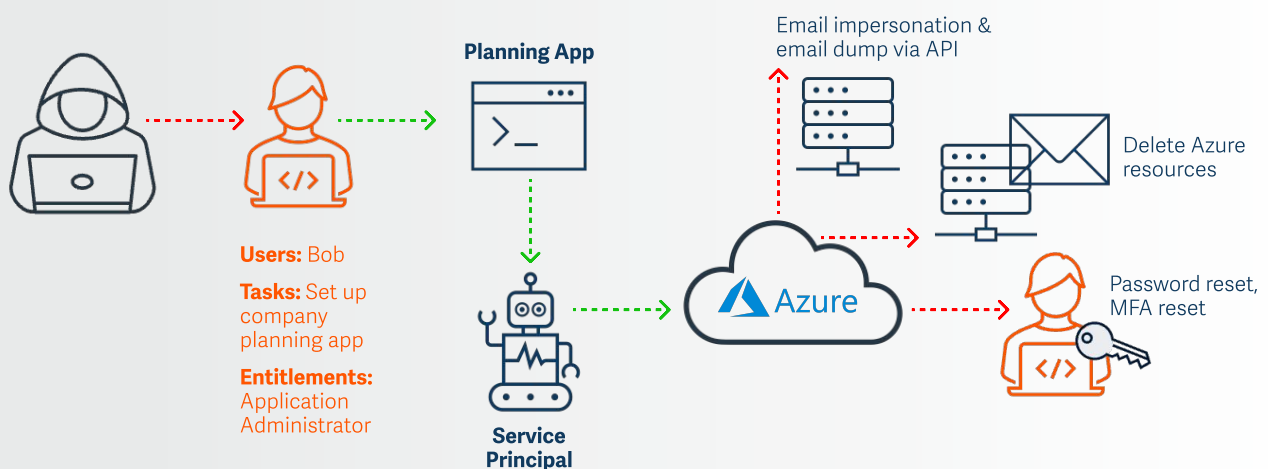 Users: Bob
Tasks: Set up
company
planning app
Entitlements:
Application
Administrator
Planning App
Service
Principal
Azure
Email impersonation &
email dump via API
Delete Azure
resources
Password reset,
MFA reset